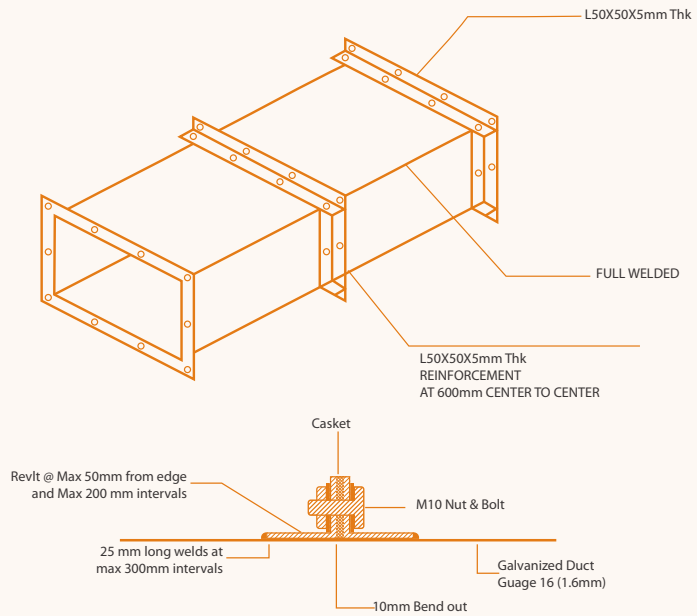 L50X50X5mm Thk
FULL WELDED
L50X50X5mm Thk
REINFORCEMENT
AT 600mm CENTER TO CENTER
Casket
Revlt @ Max 50mm from edge
and Max 200 mm intervals
M10 Nut & Bolt
25 mm long welds at
max 300mm intervals
Galvanized Duct
Guage 16 (1.6mm)
10mm Bend out